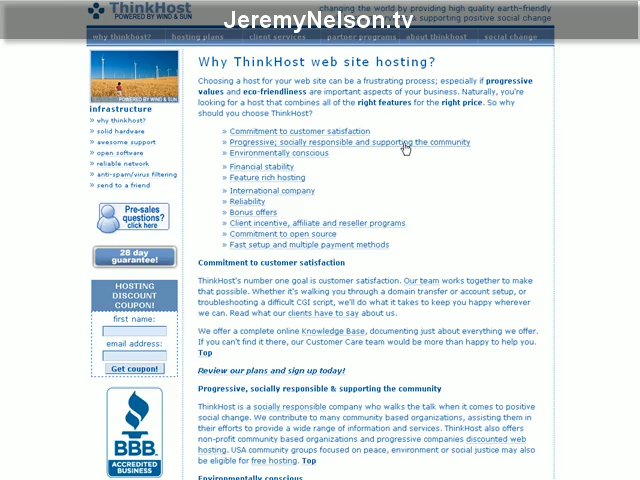 JeremyNelson.tv
ThinkHost
POWERED BY WIND & SUN
changing the world by providing high quality earth-friendly
supporting positive social change
why thinkhost?
hosting plans
client services
partner programs
about thinkhost
social change
POWERED BY WIND & SUN
infrastructure
» why thinkhost?
» solid hardware
» awesome support
» open software
» reliable network
» anti-spam/virus filtering
» send to a friend
Pre-sales
questions?
click here
28 day
guarantee!
HOSTING
DISCOUNT
COUPON!
first name:
email address:
Get coupon!
BBB
ACCREDITED
BUSINESS
Why ThinkHost web site hosting?
Choosing a host for your web site can be a frustrating process; especially if progressive
values and eco-friendliness are important aspects of your business. Naturally, you're
looking for a host that combines all of the right features for the right price. So why
should you choose ThinkHost?
» Commitment to customer satisfaction
» Progressive; socially responsible and supporting the community
» Environmentally conscious
» Financial stability
» Feature rich hosting
» International company
» Reliability
» Bonus offers
» Client incentive, affiliate and reseller programs
» Commitment to open source
» Fast setup and multiple payment methods
Commitment to customer satisfaction
ThinkHost's number one goal is customer satisfaction. Our team works together to make
that possible. Whether it's walking you through a domain transfer or account setup, or
troubleshooting a difficult CGI script, we'll do what it takes to keep you happy wherever
we can. Read what our clients have to say about us.
We offer a complete online Knowledge Base, documenting just about everything we offer.
If you can't find it there, our Customer Care team would be more than happy to help you.
Top
Review our plans and sign up today!
Progressive, socially responsible & supporting the community
ThinkHost is a socially responsible company who walks the talk when it comes to positive
social change. We contribute to many community based organizations, assisting them in
their efforts to provide a wide range of information and services. ThinkHost also offers
non-profit community based organizations and progressive companies discounted web
hosting. USA community groups focused on peace, environment or social justice may also
be eligible for free hosting. Top
Environmentally conscious